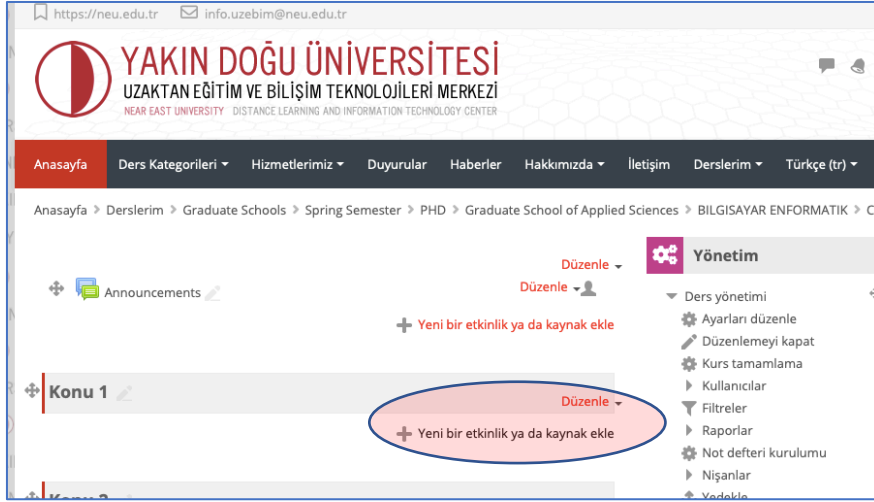 https://neu.edu.tr info.uzebim@neu.edu.tr
YAKIN DOĞU ÜNİVERSİTESİ
UZAKTAN EĞİTİM VE BİLİŞİM TEKNOLOJİLERİ MERKEZİ
NEAR EAST UNIVERSITY DISTANCE LEARNING AND INFORMATION TECHNOLOGY CENTER
Anasayfa Ders Kategorileri Hizmetlerimiz Duyurular Haberler Hakkımızda İletişim Derslerim Türkçe (tr)
Anasayfa > Derslerim > Graduate Schools > Spring Semester > PHD > Graduate School of Applied Sciences > BILGISAYAR ENFORMATIK > C
Düzenle
Announcements
Düzenle
Yeni bir etkinlik ya da kaynak ekle
Konu 1
Düzenle
Yeni bir etkinlik ya da kaynak ekle
Yönetim
Ders yönetimi
Ayarları düzenle
Düzenlemeyi kapat
Kurs tamamlama
Kullanıcılar
Filtreler
Raporlar
Not defteri kurulumu
Nişanlar
Yedekle